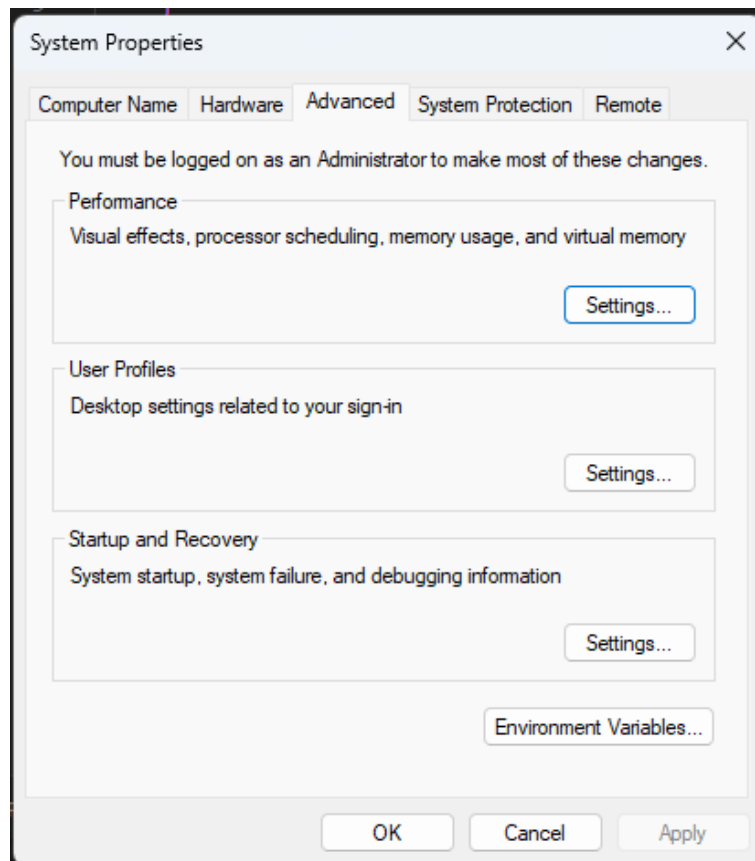 System Properties
Computer Name Hardware Advanced System Protection Remote
You must be logged on as an Administrator to make most of these changes.
Performance
Visual effects, processor scheduling, memory usage, and virtual memory
Settings...
User Profiles
Desktop settings related to your sign-in
Settings...
Startup and Recovery
System startup, system failure, and debugging information
Settings...
Environment Variables...
OK Cancel Apply